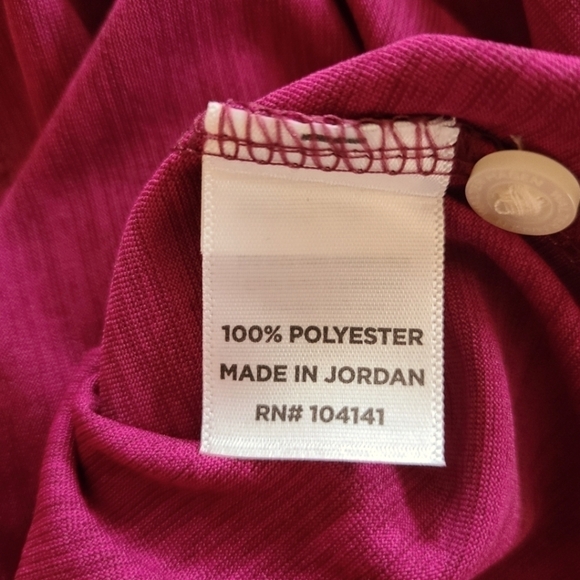 100% POLYESTER
MADE IN JORDAN
RN# 104141